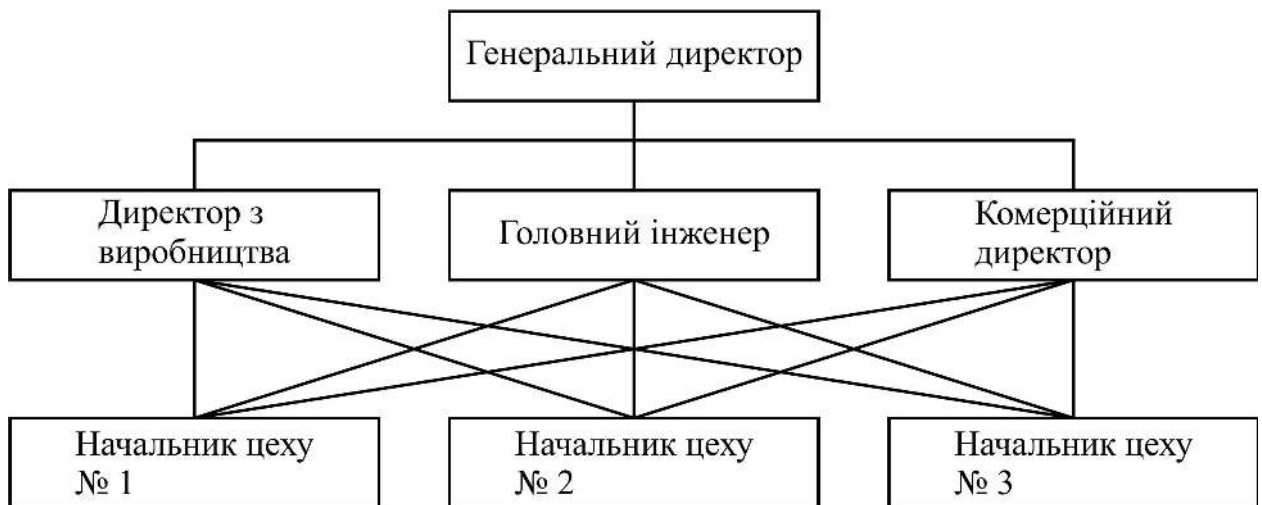 Генеральний директор
Директор з
виробництва
Головний інженер
Комерційний
директор
Начальник цеху
№ 1
Начальник цеху
№ 2
Начальник цеху
№ 3